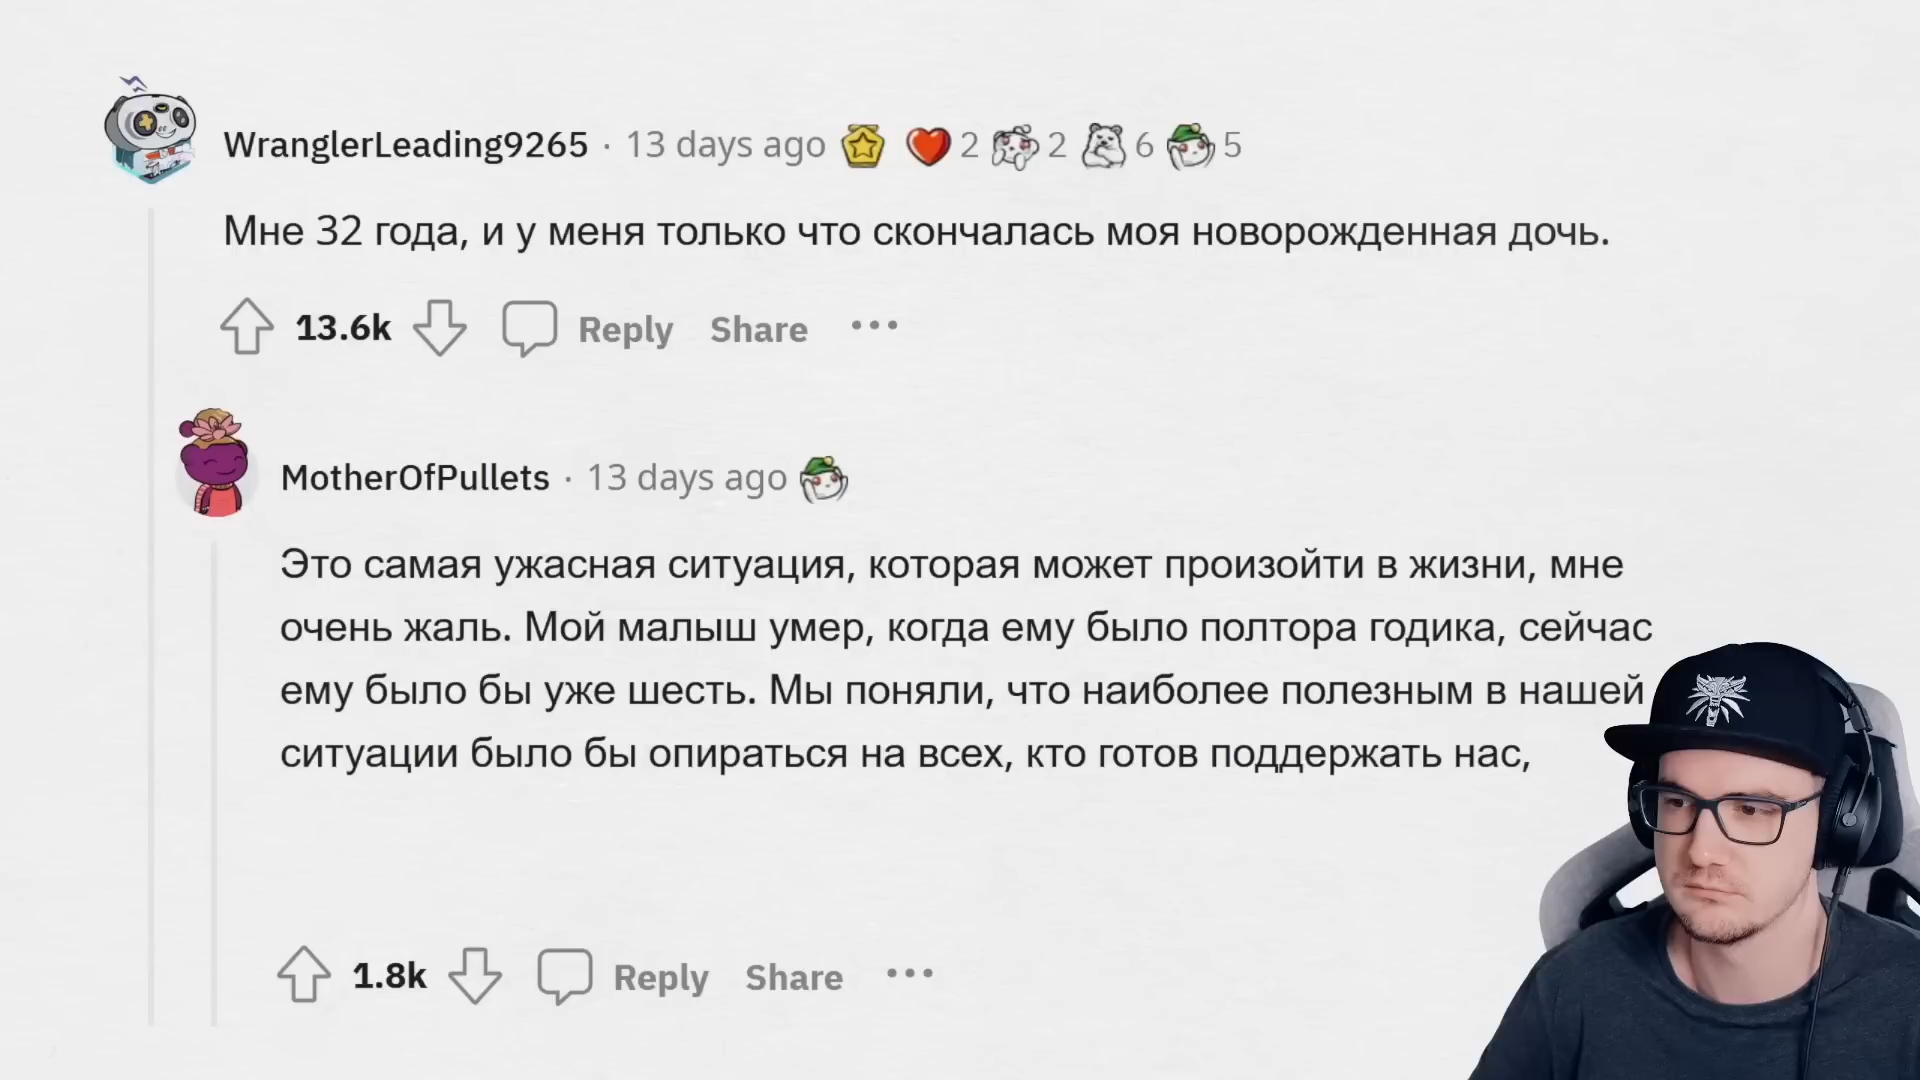 WranglerLeading9265 · 13 days ago 2 2 6 5
Мне 32 года, и у меня только что скончалась моя новорожденная дочь.
13.6k Reply Share ···
MotherOfPullets · 13 days ago
Это самая ужасная ситуация, которая может произойти в жизни, мне
очень жаль. Мой малыш умер, когда ему было полтора годика, сейчас
ему было бы уже шесть. Мы поняли, что наиболее полезным в нашей
ситуации было бы опираться на всех, кто готов поддержать нас,
1.8k Reply Share ···